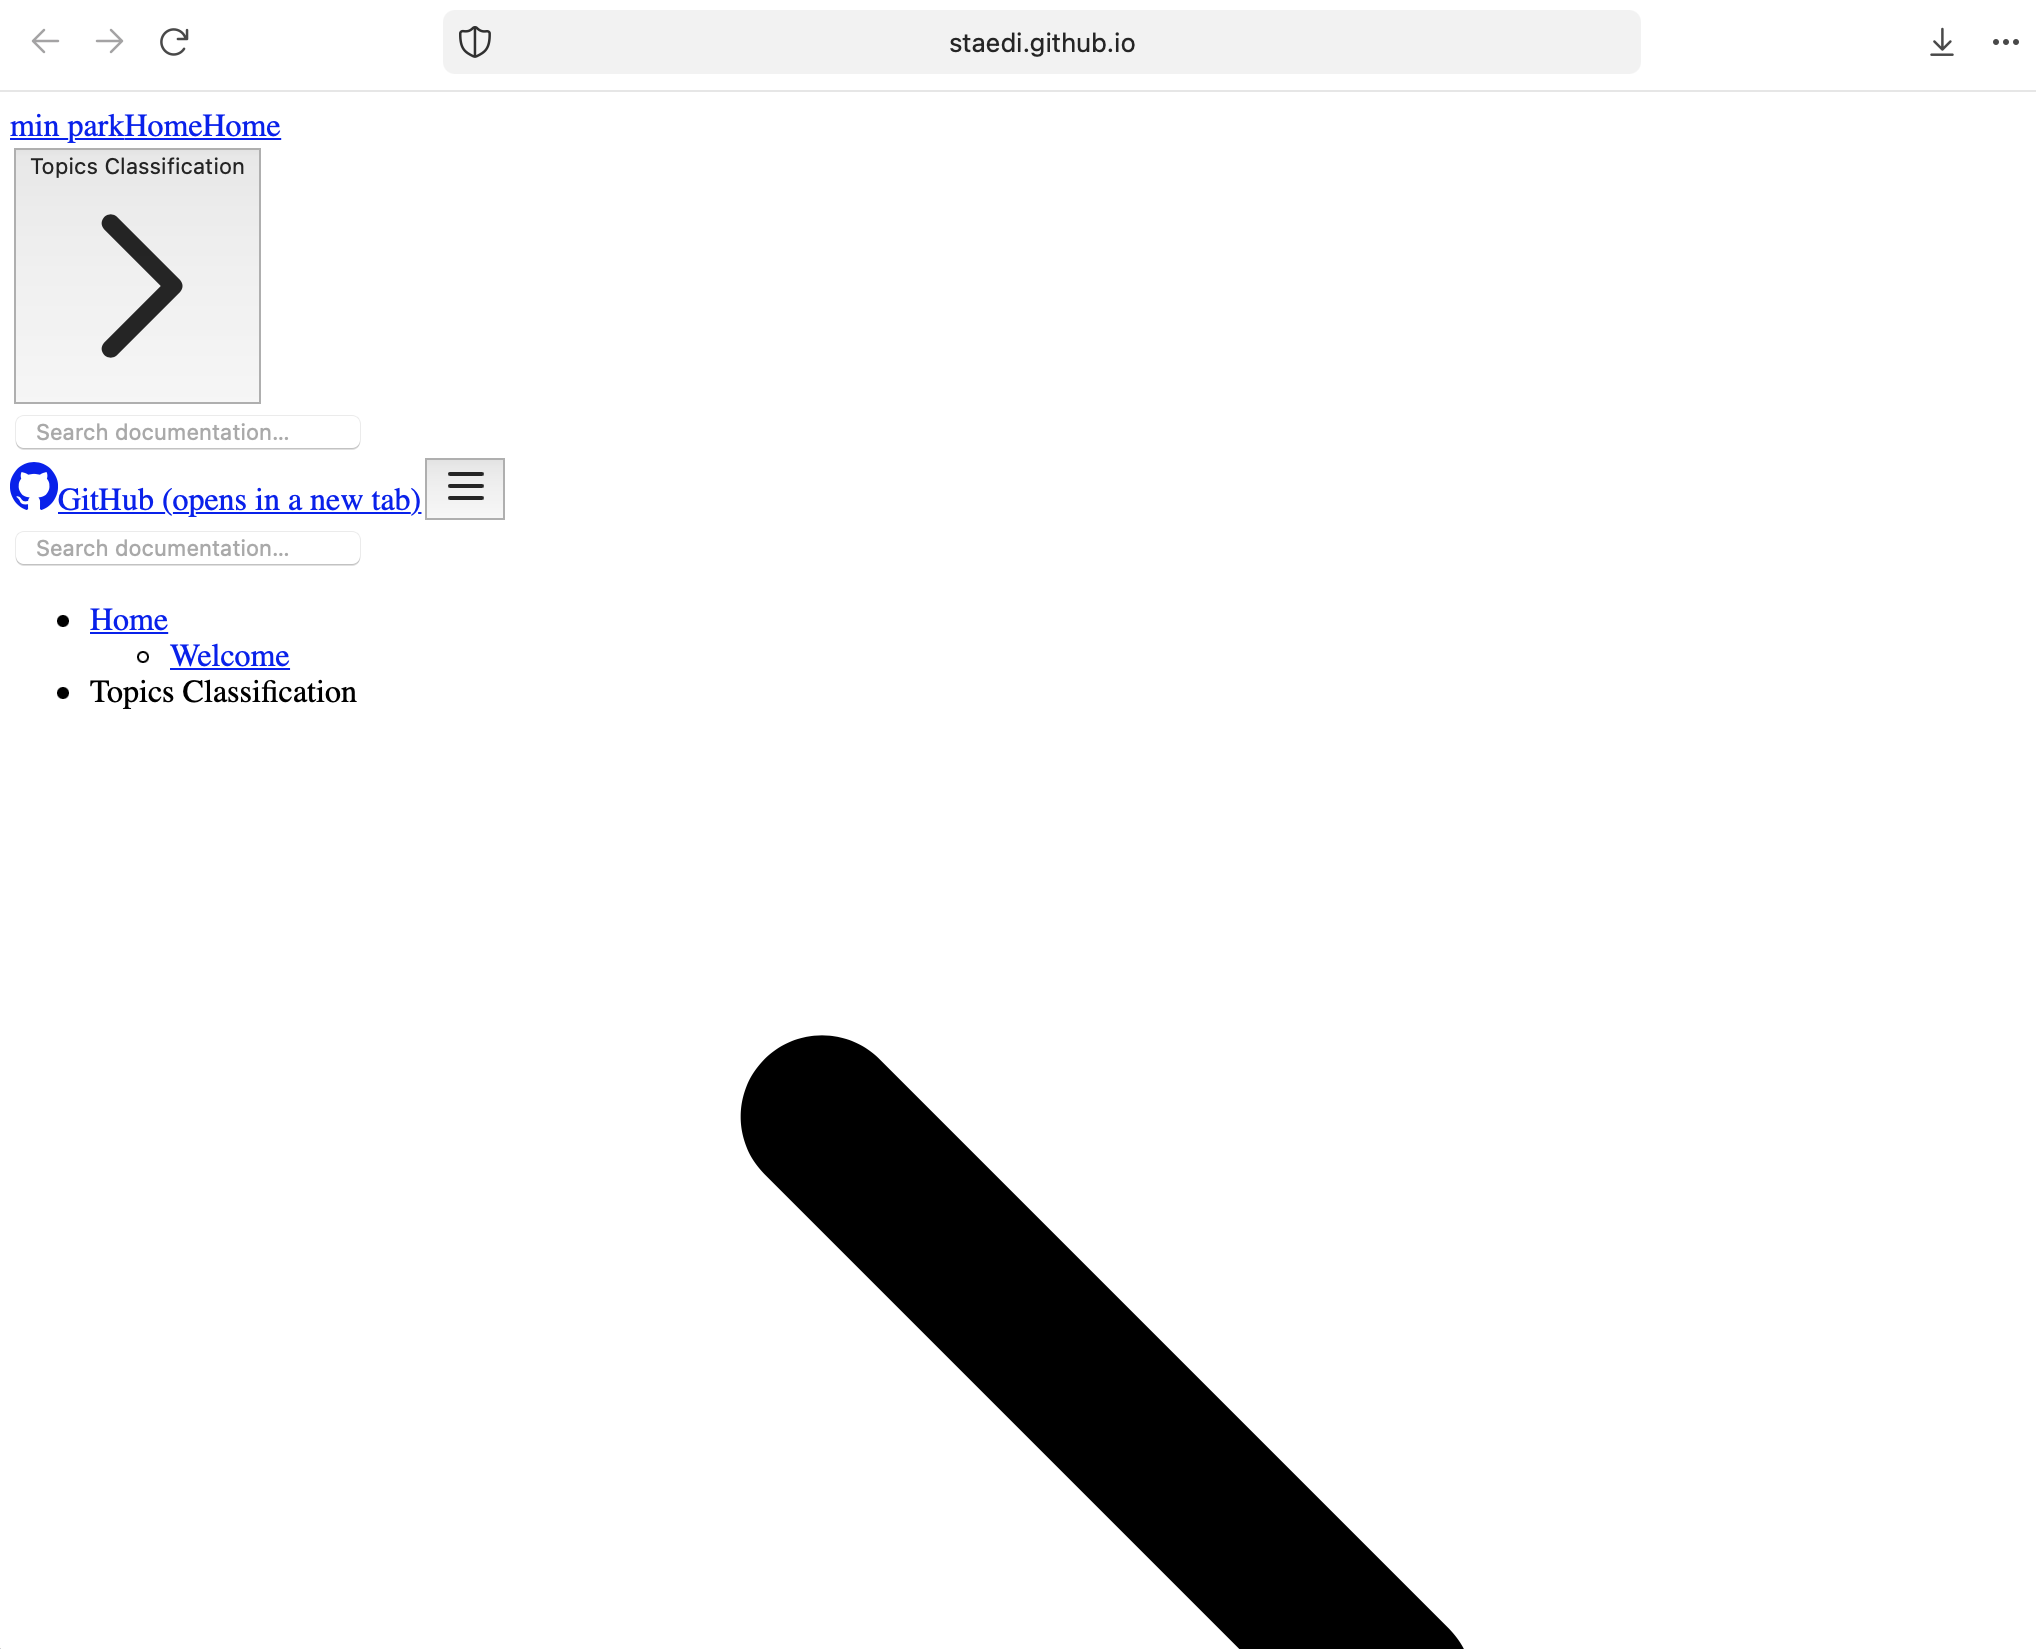 staedi.github.io
min parkHomeHome
Topics Classification
Search documentation...
GitHub (opens in a new tab)
Search documentation...
Home
Welcome
Topics Classification